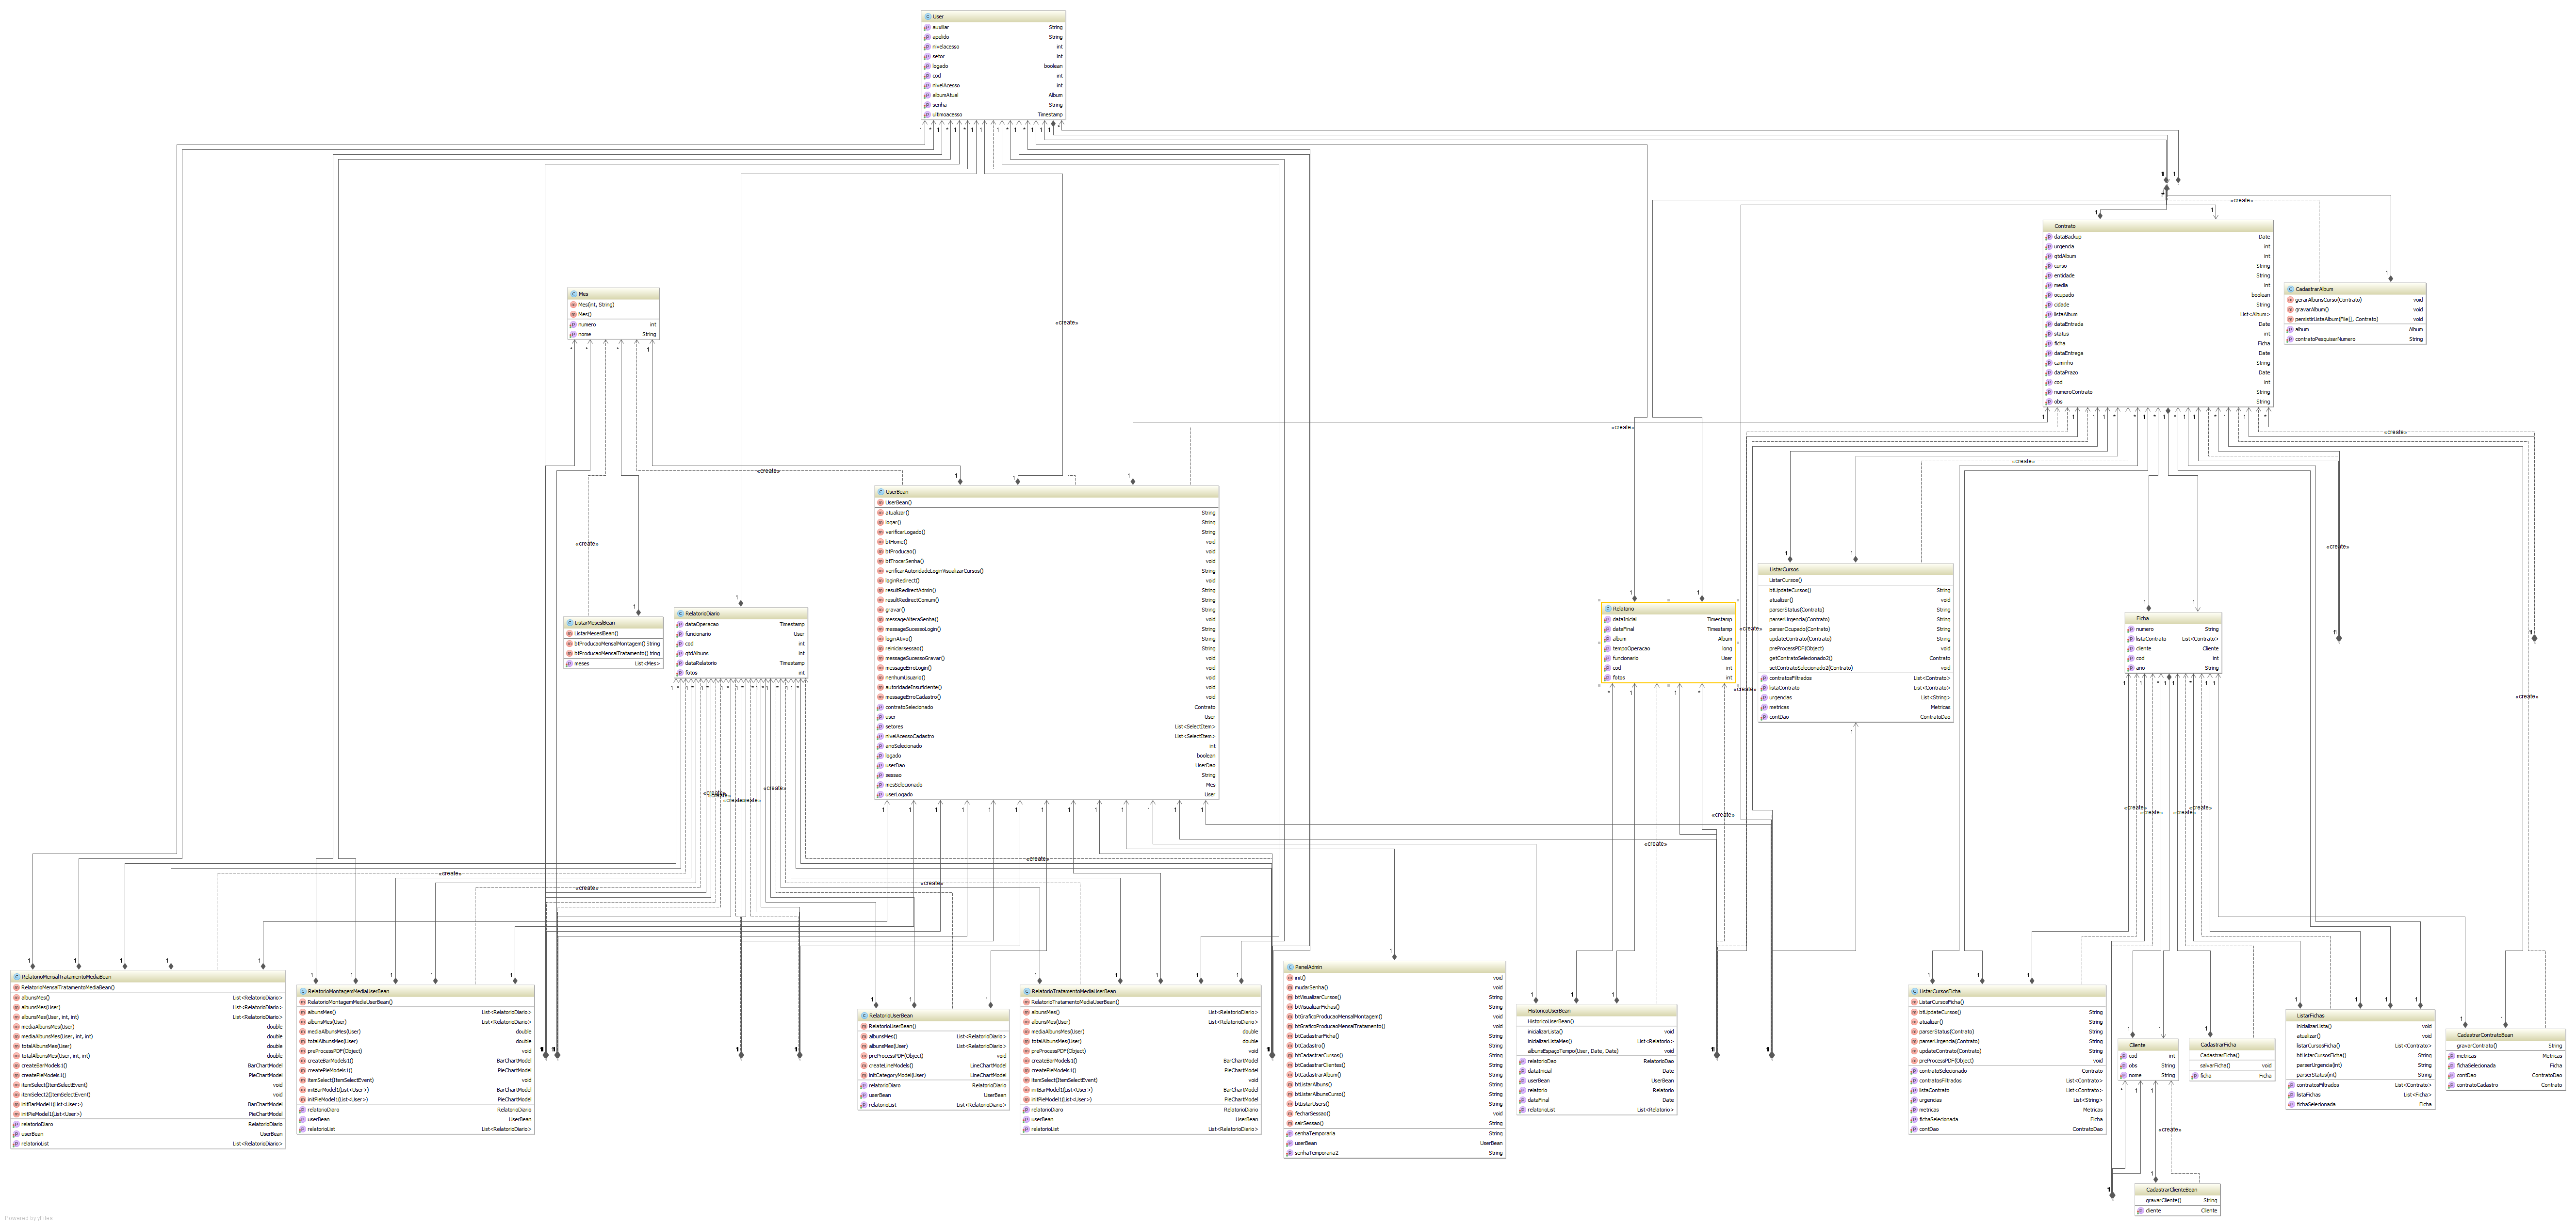 User
auxiliar String
apelido String
nivelacesso int
setor int
logado boolean
cod int
nivelAcesso int
albumAtual Album
senha String
ultimoacesso Timestamp
Contrato
dataBackup Date
urgencia int
qtdAlbum int
curso String
entidade String
media int
ocupado boolean
cidade String
listaAlbum List<Album>
dataEntrada Date
status int
ficha Ficha
dataEntrega Date
caminho String
dataPrazo Date
cod int
numeroContrato String
obs String
CadastrarAlbum
gerarAlbunsCurso(Contrato) void
gravarAlbum() void
persistirListaAlbum(File[], Contrato) void
album Album
contratoPesquisarNumero String
Mes
Mes(int, String)
Mes()
numero int
nome String
UserBean
UserBean()
atualizar() String
logar() String
verificarLogado() String
btHome() void
btProducao() void
btTrocarSenha() void
verificarAutoridadeLoginVisualizarCursos() String
loginRedirect() void
resultRedirectAdmin() String
resultRedirectComum() String
gravar() String
messageAlteraSenha() void
messageSucessoLogin() String
loginAtivo() String
reiniciarsessao() String
messageSucessoGravar() void
messageErroLogin() void
nenhumUsuario() void
autoridadeInsuficiente() void
messageErroCadastro() void
contratoSelecionado Contrato
user User
setores List<SelectItem>
nivelAcessoCadastro List<SelectItem>
anoSelecionado int
logado boolean
userDao UserDao
sessao String
mesSelecionado Mes
userLogado User
ListarMesesBean
ListarMesesBean()
btProducaoMensalMontagem() String
btProducaoMensalTratamento() tring
meses List<Mes>
RelatorioDiario
dataOperacao Timestamp
funcionario User
cod int
qtdAlbuns int
dataRelatorio Timestamp
fotos int
Relatorio
dataInicial Timestamp
dataFinal Timestamp
album Album
tempoOperacao long
funcionario User
cod int
fotos int
ListarCursos
ListarCursos()
btUpdateCursos() String
atualizar() void
parserStatus(Contrato) String
parserUrgencia(Contrato) String
parserOcupado(Contrato) String
updateContrato(Contrato) String
preProcessPDF(Object) void
getContratoSelecionado2() Contrato
setContratoSelecionado2(Contrato) void
contratosFiltrados List<Contrato>
listaContrato List<Contrato>
urgencias List<String>
metricas Metricas
contDao ContratoDao
Ficha
numero String
listaContrato List<Contrato>
cliente Cliente
cod int
ano String
RelatorioMensalTratamentoMediaBean
RelatorioMensalTratamentoMediaBean()
albunsMes() List<RelatorioDiario>
albunsMes(User) List<RelatorioDiario>
albunsMes(User, int, int) List<RelatorioDiario>
mediaAlbunsMes(User) double
mediaAlbunsMes(User, int, int) double
totalAlbunsMes(User) double
totalAlbunsMes(User, int, int) double
createBarModels1() BarChartModel
createPieModels1() PieChartModel
itemSelect(ItemSelectEvent) void
itemSelect2(ItemSelectEvent) void
initBarModel1(List<User>) BarChartModel
initPieModel1(List<User>) PieChartModel
relatorioDiaro RelatorioDiario
userBean UserBean
relatorioList List<RelatorioDiario>
RelatorioMontagemMediaUserBean
RelatorioMontagemMediaUserBean()
albunsMes() List<RelatorioDiario>
albunsMes(User) List<RelatorioDiario>
mediaAlbunsMes(User) double
totalAlbunsMes(User) double
preProcessPDF(Object) void
createBarModels1() BarChartModel
createPieModels1() PieChartModel
itemSelect(ItemSelectEvent) void
initBarModel1(List<User>) BarChartModel
initPieModel1(List<User>) PieChartModel
relatorioDiaro RelatorioDiario
userBean UserBean
relatorioList List<RelatorioDiario>
RelatorioUserBean
RelatorioUserBean()
albunsMes() List<RelatorioDiario>
albunsMes(User) List<RelatorioDiario>
preProcessPDF(Object) void
createLineModels() LineChartModel
initCategoryModel(User) LineChartModel
relatorioDiaro RelatorioDiario
userBean UserBean
relatorioList List<RelatorioDiario>
RelatorioTratamentoMediaUserBean
RelatorioTratamentoMediaUserBean()
albunsMes() List<RelatorioDiario>
albunsMes(User) List<RelatorioDiario>
mediaAlbunsMes(User) double
totalAlbunsMes(User) double
preProcessPDF(Object) void
createBarModels1() BarChartModel
createPieModels1() PieChartModel
itemSelect(ItemSelectEvent) void
initBarModel1(List<User>) BarChartModel
initPieModel1(List<User>) PieChartModel
relatorioDiaro RelatorioDiario
userBean UserBean
relatorioList List<RelatorioDiario>
PanelAdmin
init() void
mudarSenha() void
btVisualizarCursos() String
btVisualizarFichas() String
btGraficoProducaoMensalMontagem() String
btGraficoProducaoMensalTratamento() String
btCadastrarFicha() String
btCadastro() String
btCadastrarCursos() String
btCadastrarClientes() String
btCadastrarAlbum() String
btListarAlbuns() String
btListarAlbunsCurso() String
btListarUsers() String
fecharSessao() void
sairSessao() String
senhaTemporaria String
userBean UserBean
senhaTemporaria2 String
HistoricoUserBean
HistoricoUserBean()
inicializarLista() void
inicializarListaMes() List<Relatorio>
albunsEspaçoTempo(User, Date, Date) void
relatorioDao RelatorioDao
dataInicial Date
userBean UserBean
relatorio Relatorio
dataFinal Date
relatorioList List<Relatorio>
ListarCursosFicha
ListarCursosFicha()
btUpdateCursos() String
atualizar() String
parserStatus(Contrato) String
parserUrgencia(Contrato) String
updateContrato(Contrato) String
preProcessPDF(Object) void
contratoSelecionado Contrato
contratosFiltrados List<Contrato>
listaContrato List<Contrato>
urgencias List<String>
metricas Metricas
fichaSelecionada Ficha
contDao ContratoDao
Cliente
cod int
obs String
nome String
CadastrarFicha
CadastrarFicha()
salvarFicha() void
ficha Ficha
ListarFichas
inicializarLista() void
atualizar() void
listarCursosFicha() List<Contrato>
btListarCursosFicha() String
parserUrgencia(int) String
parserStatus(int) String
contratosFiltrados List<Contrato>
listaFichas List<Ficha>
fichaSelecionada Ficha
CadastrarContratoBean
gravarContrato() String
metricas Metricas
fichaSelecionada Ficha
contDao ContratoDao
contratoCadastro Contrato
CadastrarClienteBean
gravarCliente() String
cliente Cliente
«create»
«create»
«create»
«create»
«create»
«create»
Powered by yFiles